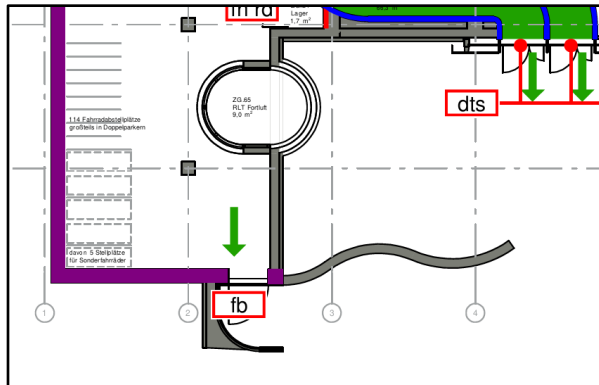 Lager
1,7 m²
ZG.65
RLT Fortluft
9,0 m²
dts
114 Fahrradabstellplätze
großteils in Doppelparkern
davon 5 Stellplätze
für Sonderfahrräder
fb
1
2
3
4